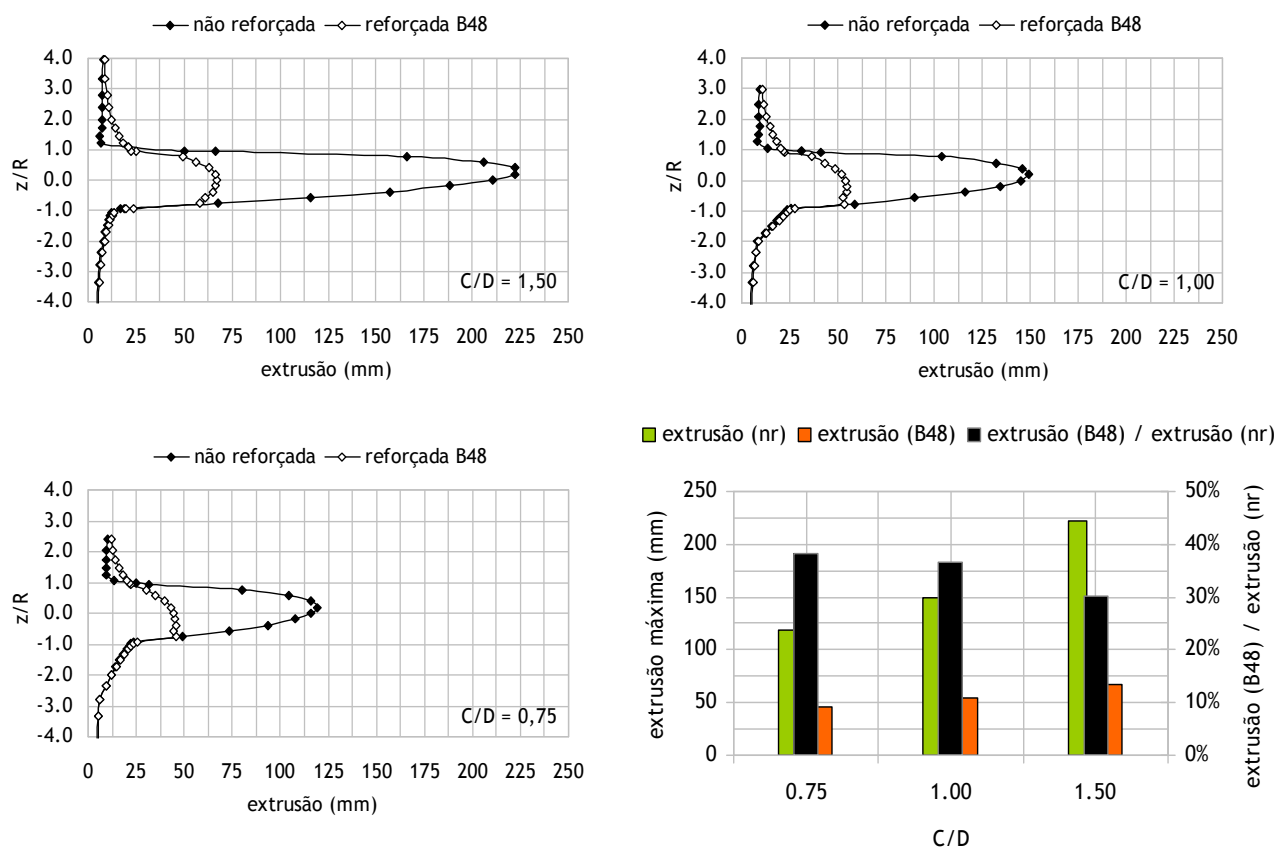 não reforçada reforçada B48
4.0
3.0
2.0
1.0
0.0
-1.0
-2.0
-3.0
-4.0
z/R
C/D = 1,50
0 25 50 75 100 125 150 175 200 225 250
extrusão (mm)
não reforçada reforçada B48
4.0
3.0
2.0
1.0
0.0
-1.0
-2.0
-3.0
-4.0
z/R
C/D = 1,00
0 25 50 75 100 125 150 175 200 225 250
extrusão (mm)
não reforçada reforçada B48
4.0
3.0
2.0
1.0
0.0
-1.0
-2.0
-3.0
-4.0
z/R
C/D = 0,75
0 25 50 75 100 125 150 175 200 225 250
extrusão (mm)
extrusão (nr) extrusão (B48) extrusão (B48) / extrusão (nr)
250
200
150
100
50
0
extrusão máxima (mm)
50%
40%
30%
20%
10%
0%
extrusão (B48) / extrusão (nr)
0.75 1.00 1.50
C/D